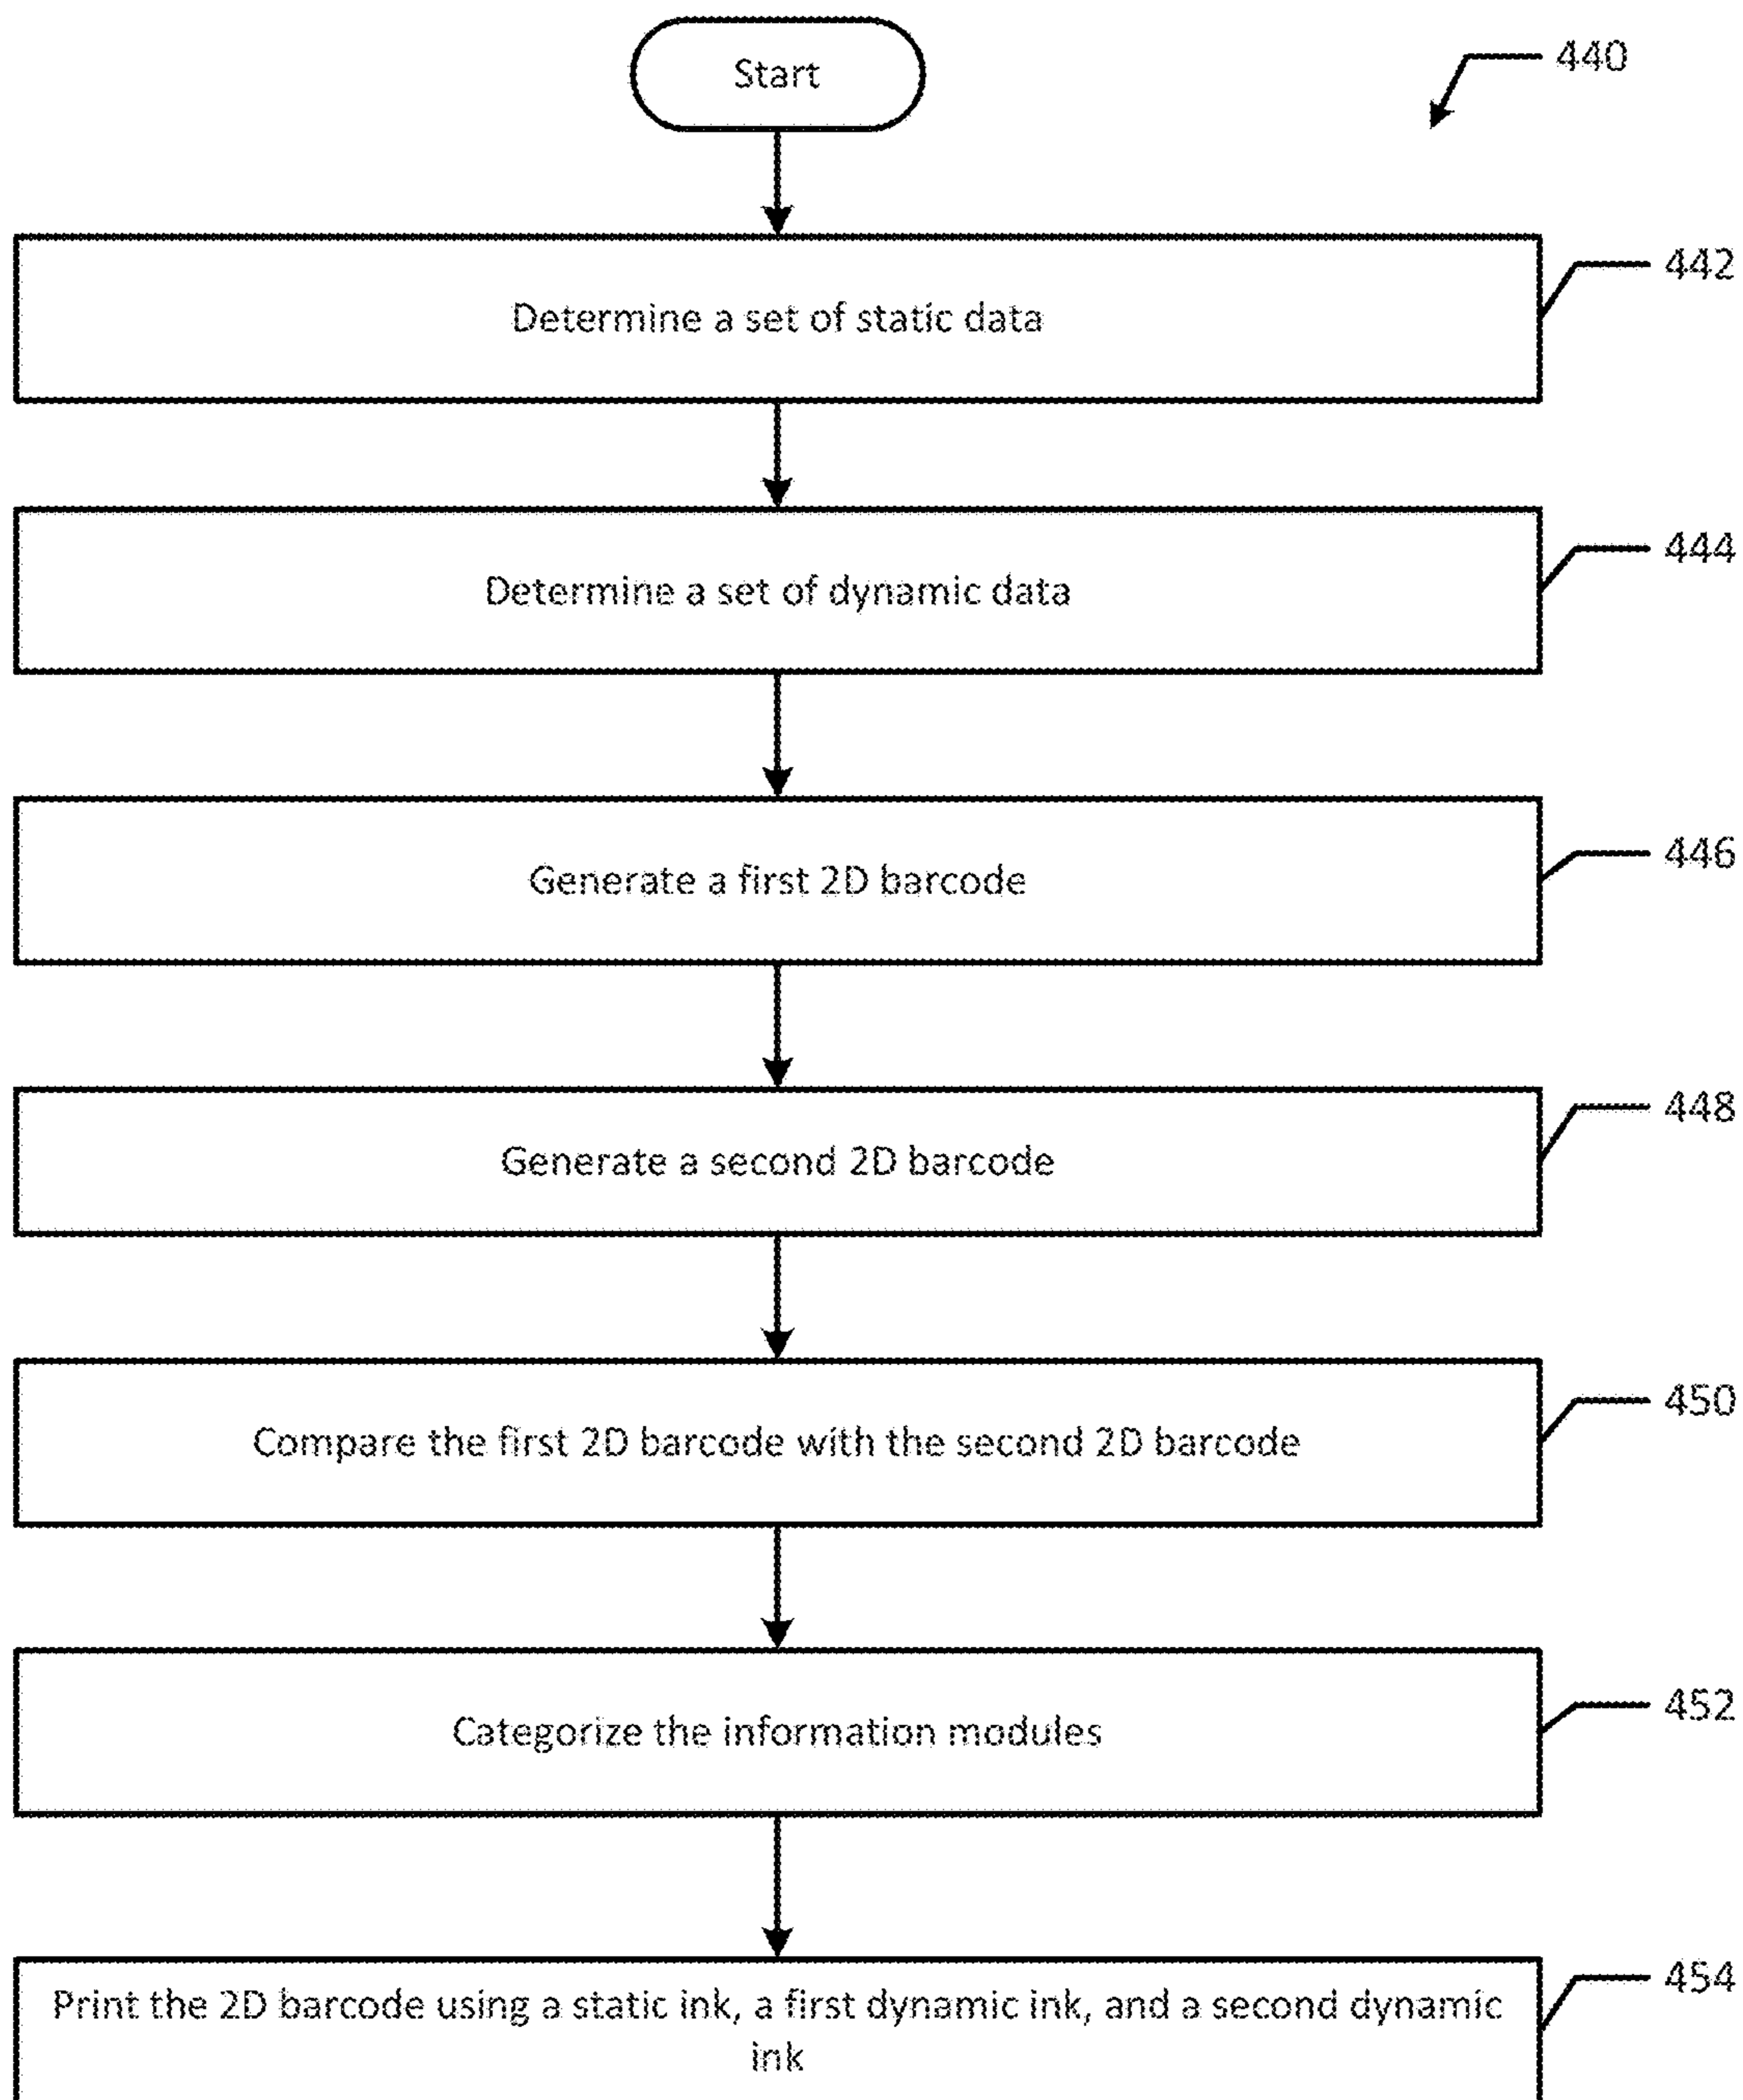 Start
440
Determine a set of static data
442
Determine a set of dynamic data
444
Generate a first 2D barcode
446
Generate a second 2D barcode
448
Compare the first 2D barcode with the second 2D barcode
450
Categorize the information modules
452
Print the 2D barcode using a static ink, a first dynamic ink, and a second dynamic
ink
454